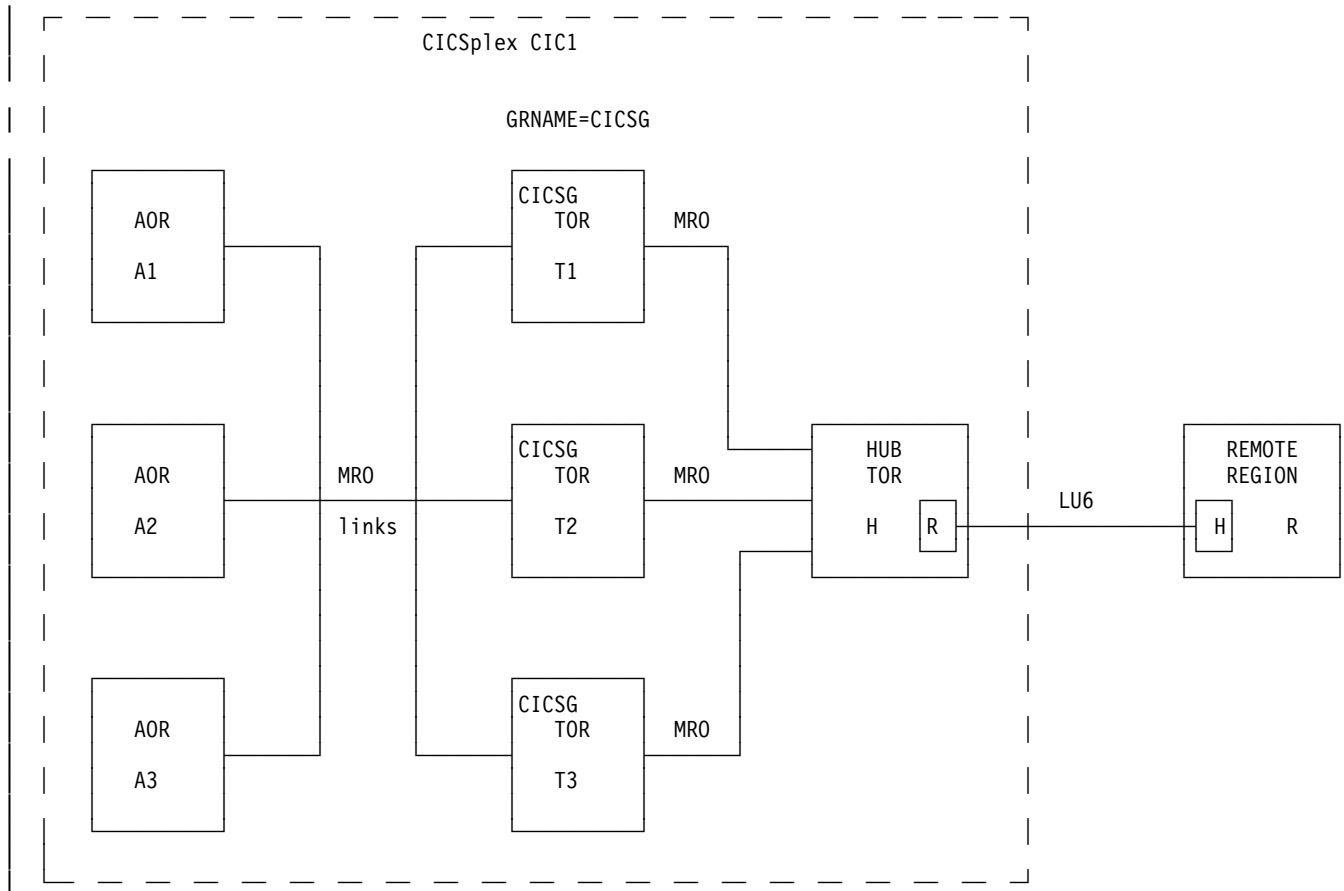 CICSplex CIC1
GRNAME=CICSG
CICSG
AOR
TOR
MRO
A1
T1
CICSG
HUB
REMOTE
AOR
MRO
TOR
MRO
TOR
REGION
LU6
A2
links
T2
H
R
H
R
CICSG
AOR
TOR
MRO
A3
T3